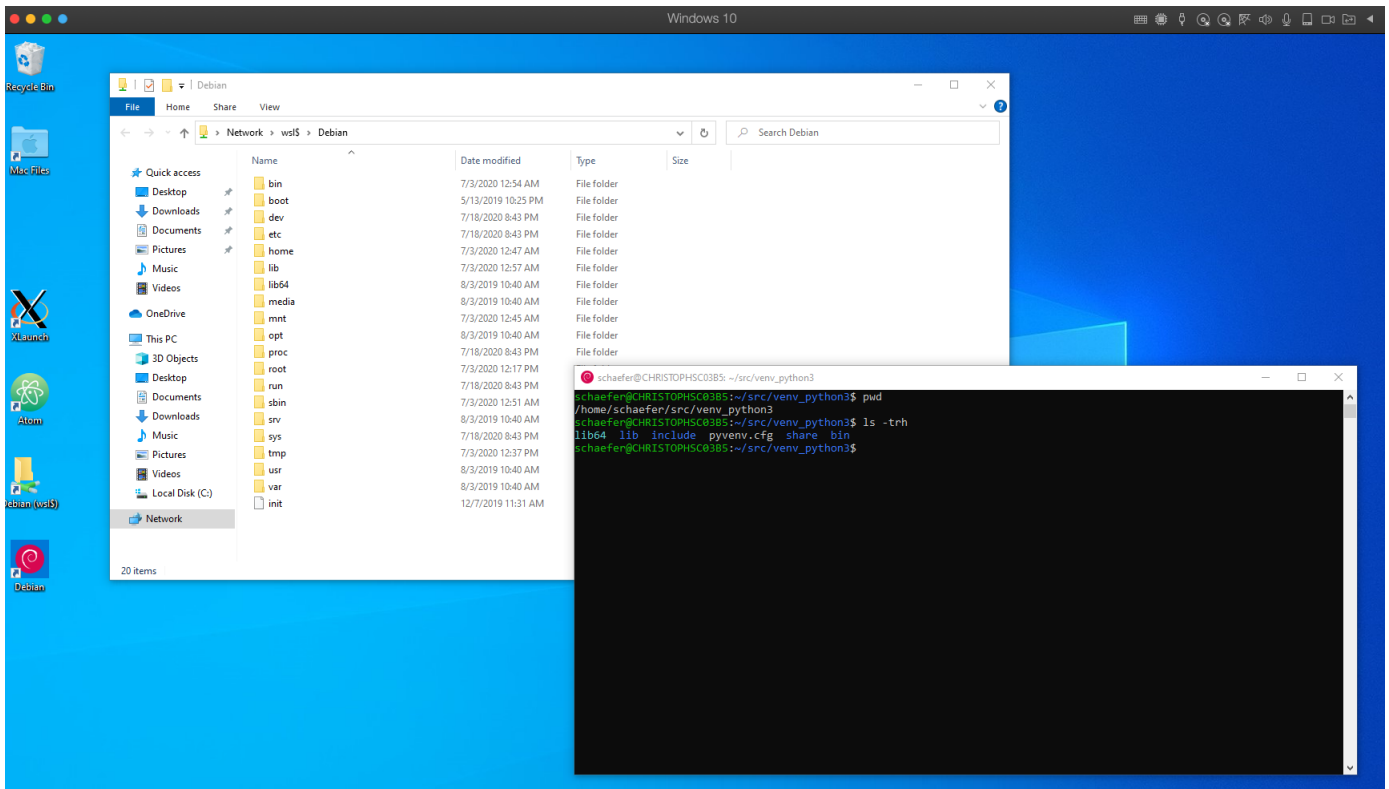 Windows 10
Recycle Bin
Mac Files
XLaunch
Atom
Debian (wsl$)
Debian
Debian
File Home Share View
Network › wsl$ › Debian
Search Debian
Name Date modified Type Size
Quick access
Desktop
Downloads
Documents
Pictures
Music
Videos
OneDrive
This PC
3D Objects
Desktop
Documents
Downloads
Music
Pictures
Videos
Local Disk (C:)
Network
bin 7/3/2020 12:54 AM File folder
boot 5/13/2019 10:25 PM File folder
dev 7/18/2020 8:43 PM File folder
etc 7/18/2020 8:43 PM File folder
home 7/3/2020 12:47 AM File folder
lib 7/3/2020 12:57 AM File folder
lib64 8/3/2019 10:40 AM File folder
media 8/3/2019 10:40 AM File folder
mnt 7/3/2020 12:45 AM File folder
opt 8/3/2019 10:40 AM File folder
proc 7/18/2020 8:43 PM File folder
root 7/3/2020 12:17 PM
run 7/18/2020 8:43 PM
sbin 7/3/2020 12:51 AM
srv 8/3/2019 10:40 AM
sys 7/18/2020 8:43 PM
tmp 7/3/2020 12:37 PM
usr 8/3/2019 10:40 AM
var 8/3/2019 10:40 AM
init 12/7/2019 11:31 AM
20 items
schaefer@CHRISTOPHSC03B5: ~/src/venv_python3
schaefer@CHRISTOPHSC03B5:~/src/venv_python3$ pwd
/home/schaefer/src/venv_python3
schaefer@CHRISTOPHSC03B5:~/src/venv_python3$ ls -trh
lib64 lib include pyvenv.cfg share bin
schaefer@CHRISTOPHSC03B5:~/src/venv_python3$